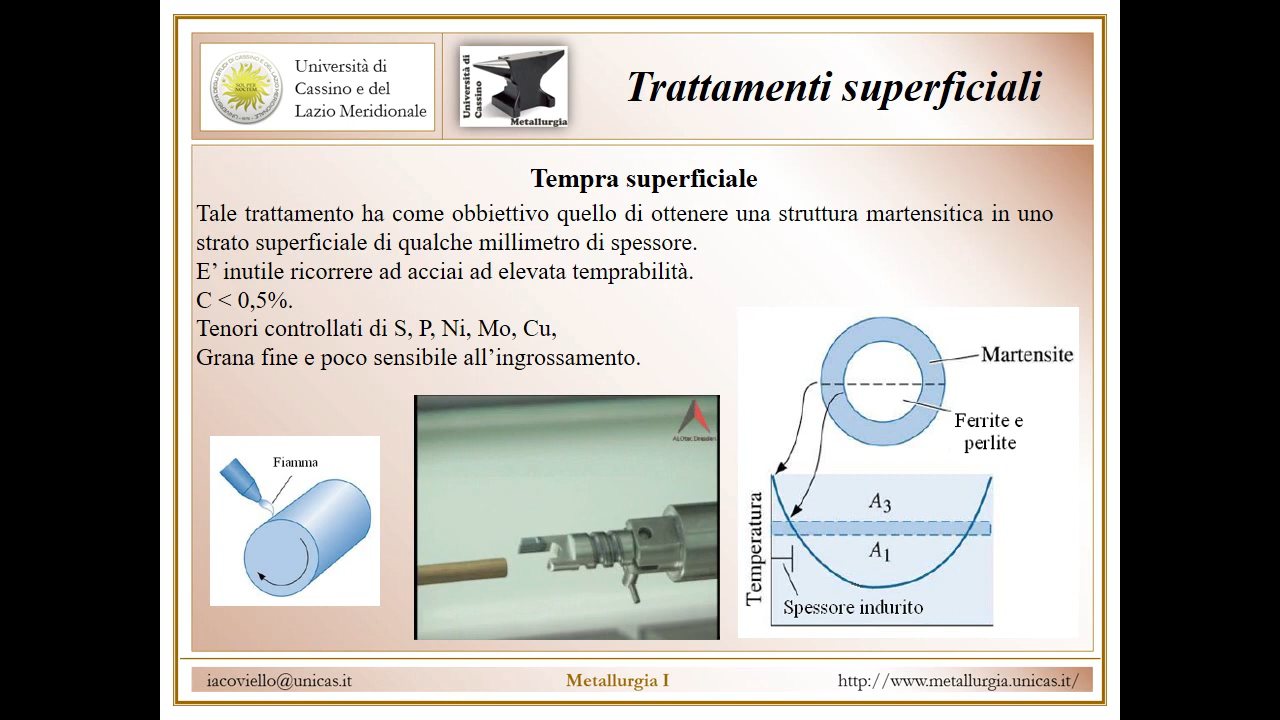 Università di
Cassino e del
Lazio Meridionale
Università di
Cassino
Metallurgia
Trattamenti superficiali
Tempra superficiale
Tale trattamento ha come obbiettivo quello di ottenere una struttura martensitica in uno
strato superficiale di qualche millimetro di spessore.
E’ inutile ricorrere ad acciai ad elevata temprabilità.
C < 0,5%.
Tenori controllati di S, P, Ni, Mo, Cu,
Grana fine e poco sensibile all’ingrossamento.
Fiamma
ALOtec Dresden
Martensite
Ferrite e
perlite
Temperatura
A3
A1
Spessore indurito
iacoviello@unicas.it
Metallurgia I
http://www.metallurgia.unicas.it/